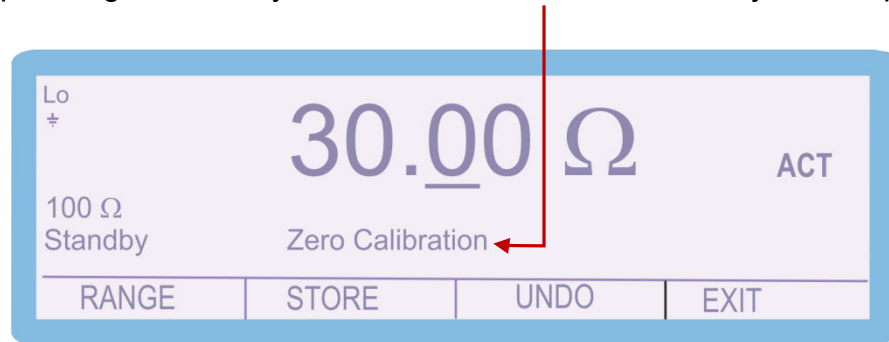 Lo
30.00 Ω
ACT
100 Ω
Standby
Zero Calibration
RANGE
STORE
UNDO
EXIT